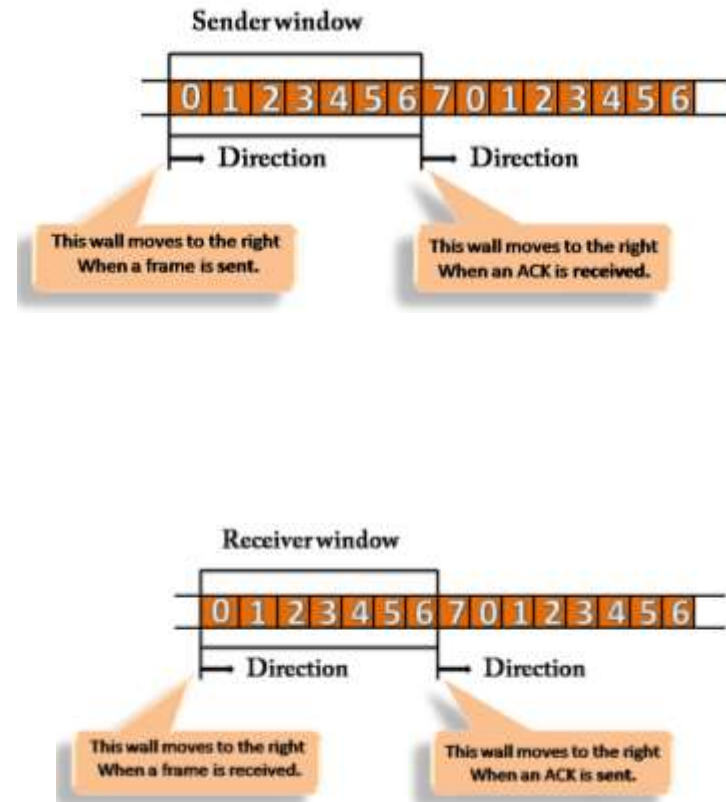 Sender window
0 1 2 3 4 5 6 7 0 1 2 3 4 5 6
Direction
Direction
This wall moves to the right
When a frame is sent.
This wall moves to the right
When an ACK is received.
Receiver window
0 1 2 3 4 5 6 7 0 1 2 3 4 5 6
Direction
Direction
This wall moves to the right
When a frame is received.
This wall moves to the right
When an ACK is sent.